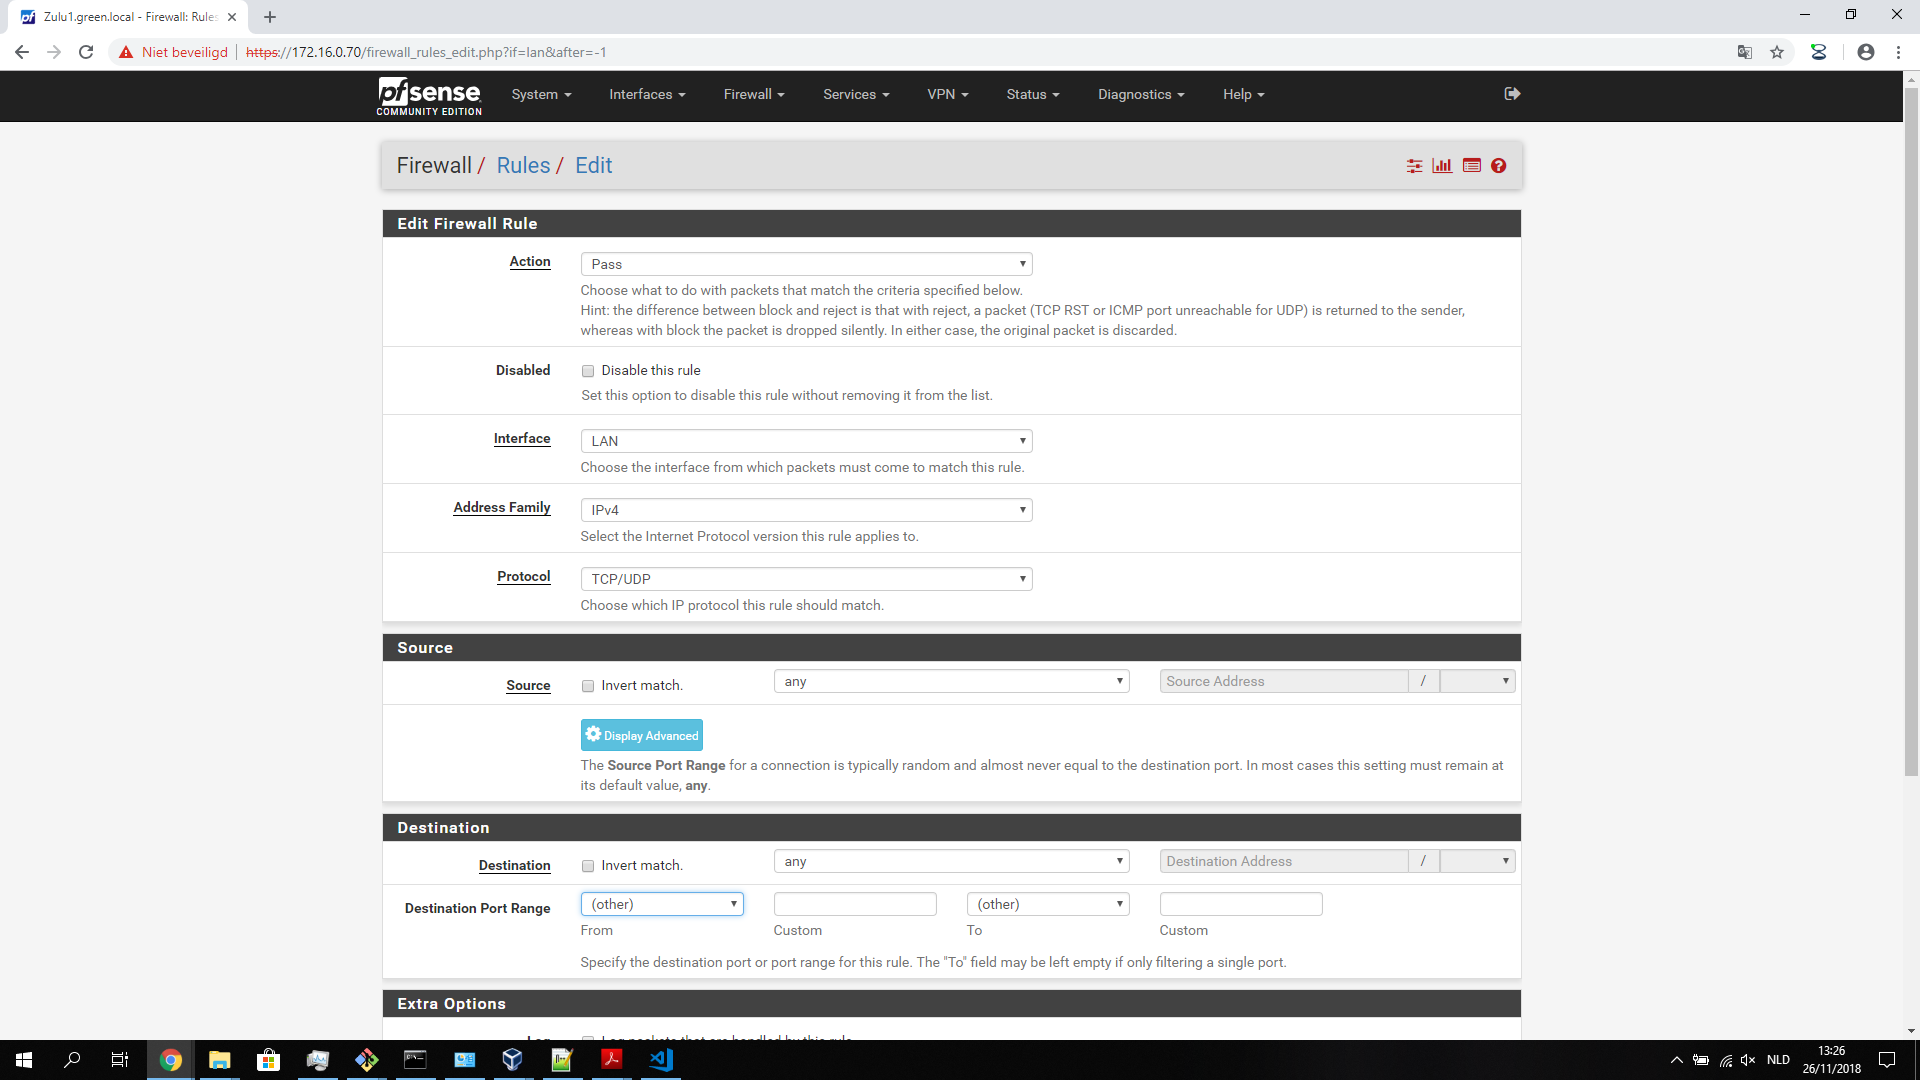 Zulu1.green.local - Firewall: Rules
Niet beveiligd
https://172.16.0.70/firewall_rules_edit.php?if=lan&after=-1
pfsense
COMMUNITY EDITION
System
Interfaces
Firewall
Services
VPN
Status
Diagnostics
Help
Firewall / Rules / Edit
Edit Firewall Rule
Action
Pass
Choose what to do with packets that match the criteria specified below.
Hint: the difference between block and reject is that with reject, a packet (TCP RST or ICMP port unreachable for UDP) is returned to the sender,
whereas with block the packet is dropped silently. In either case, the original packet is discarded.
Disabled
Disable this rule
Set this option to disable this rule without removing it from the list.
Interface
LAN
Choose the interface from which packets must come to match this rule.
Address Family
IPv4
Select the Internet Protocol version this rule applies to.
Protocol
TCP/UDP
Choose which IP protocol this rule should match.
Source
Source
Invert match.
any
Source Address
/
Display Advanced
The Source Port Range for a connection is typically random and almost never equal to the destination port. In most cases this setting must remain at
its default value, any.
Destination
Destination
Invert match.
any
Destination Address
/
Destination Port Range
(other)
(other)
From
Custom
To
Custom
Specify the destination port or port range for this rule. The "To" field may be left empty if only filtering a single port.
Extra Options
Log
Log packets that are handled by this rule
NLD
13:26
26/11/2018